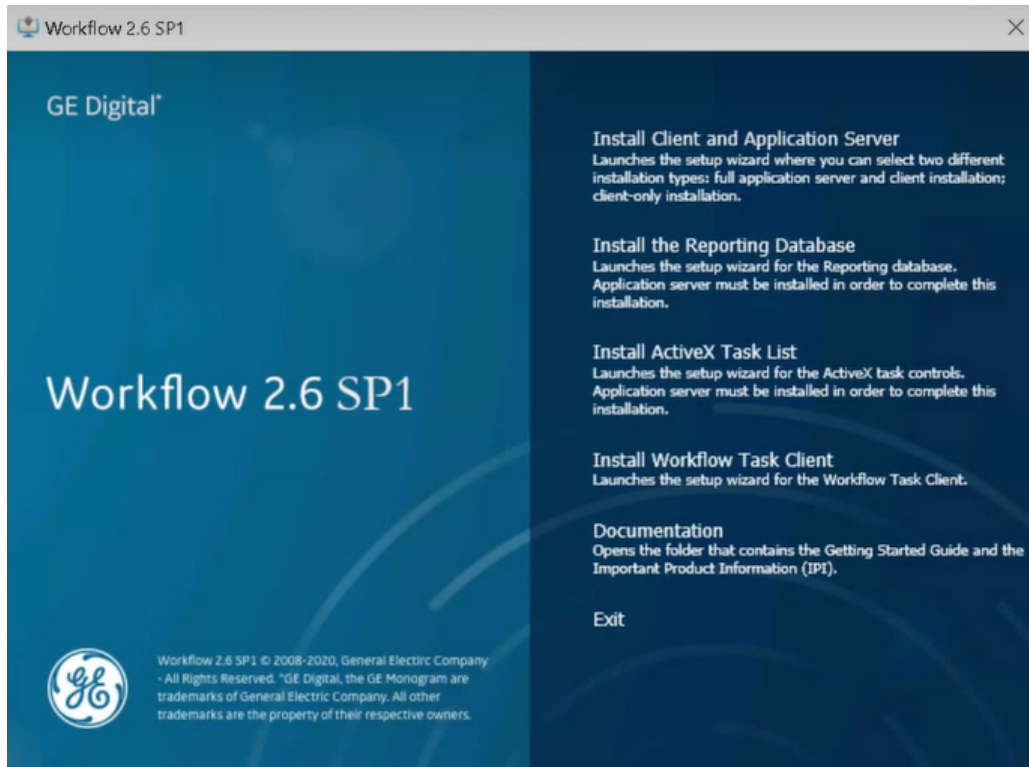 Workflow 2.6 SP1
GE Digital*
Workflow 2.6 SP1
Workflow 2.6 SP1 © 2008-2020, General Electirc Company
- All Rights Reserved. *GE Digital, the GE Monogram are
trademarks of General Electric Company. All other
trademarks are the property of their respective owners.
Install Client and Application Server
Launches the setup wizard where you can select two different
installation types: full application server and client installation;
client-only installation.
Install the Reporting Database
Launches the setup wizard for the Reporting database.
Application server must be installed in order to complete this
installation.
Install ActiveX Task List
Launches the setup wizard for the ActiveX task controls.
Application server must be installed in order to complete this
installation.
Install Workflow Task Client
Launches the setup wizard for the Workflow Task Client.
Documentation
Opens the folder that contains the Getting Started Guide and the
Important Product Information (IPI).
Exit